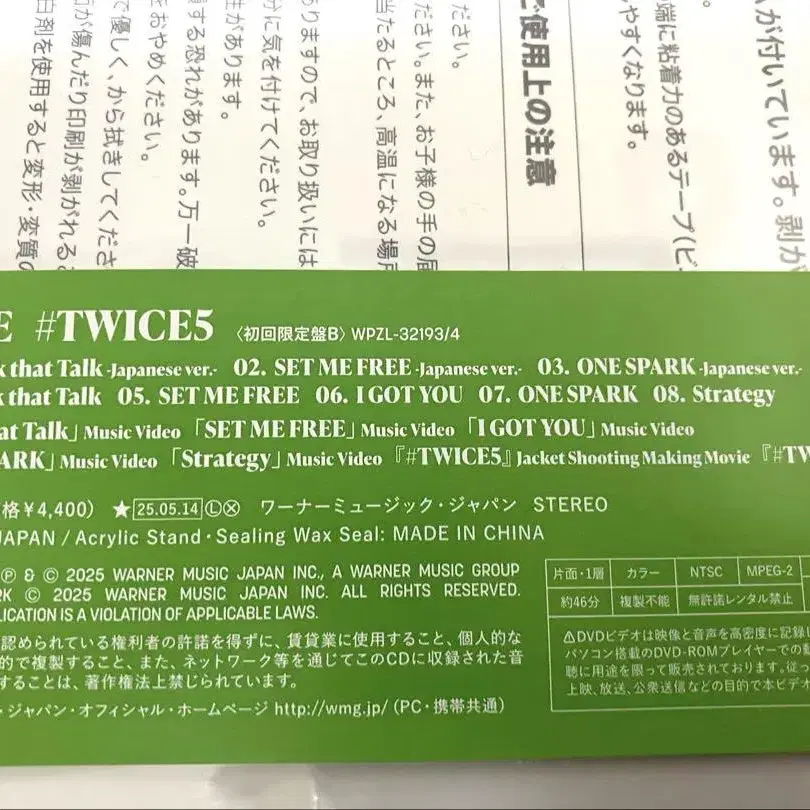 が付いています。剥が
端に粘着力のあるテープ(ビ
やすくなります。
ご使用上の注意
ださい。
ださい。また、お子様の手の届
当たるところ、高温になる場所
りますので、お取り扱いには
分に気を付けてください。
性があります。
する恐れがあります。万一破
をおやめください。
で優しく、から拭きしてくださ
が傷んだり印刷が剥がれる
白剤を使用すると変形・変質の
E #TWICE5 〈初回限定盤B〉 WPZL-32193/4
k that Talk -Japanese ver.- 02. SET ME FREE -Japanese ver.- 03. ONE SPARK -Japanese ver.-
k that Talk 05. SET ME FREE 06. I GOT YOU 07. ONE SPARK 08. Strategy
at Talk」Music Video 「SET ME FREE」Music Video 「I GOT YOU」Music Video
ARK」Music Video 「Strategy」Music Video 『#TWICE5』Jacket Shooting Making Movie 『#TW
格¥4,400) ★25.05.14ⓁⓍ ワーナーミュージック・ジャパン STEREO
JAPAN / Acrylic Stand・Sealing Wax Seal: MADE IN CHINA
Ⓟ & © 2025 WARNER MUSIC JAPAN INC., A WARNER MUSIC GROUP
RK © 2025 WARNER MUSIC JAPAN INC. ALL RIGHTS RESERVED.
LICATION IS A VIOLATION OF APPLICABLE LAWS.
認められている権利者の許諾を得ずに、賃貸業に使用すること、個人的な
的で複製すること、また、ネットワーク等を通じてこのCDに収録された音
することは、著作権法上禁じられています。
・ジャパン・オフィシャル・ホームページ http://wmg.jp/ (PC・携帯共通)
片面・1層 カラー NTSC MPEG-2
約46分 複製不能 無許諾レンタル禁止
⚠DVDビデオは映像と音声を高密度に記録し
パソコン搭載のDVD-ROMプレイヤーでの動
聴に用途を限って販売されています。従っ
上映、放送、公衆送信などの目的で本ビデオ